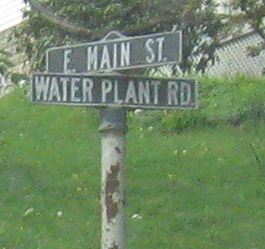 E. MAIN ST.
WATER PLANT RD.